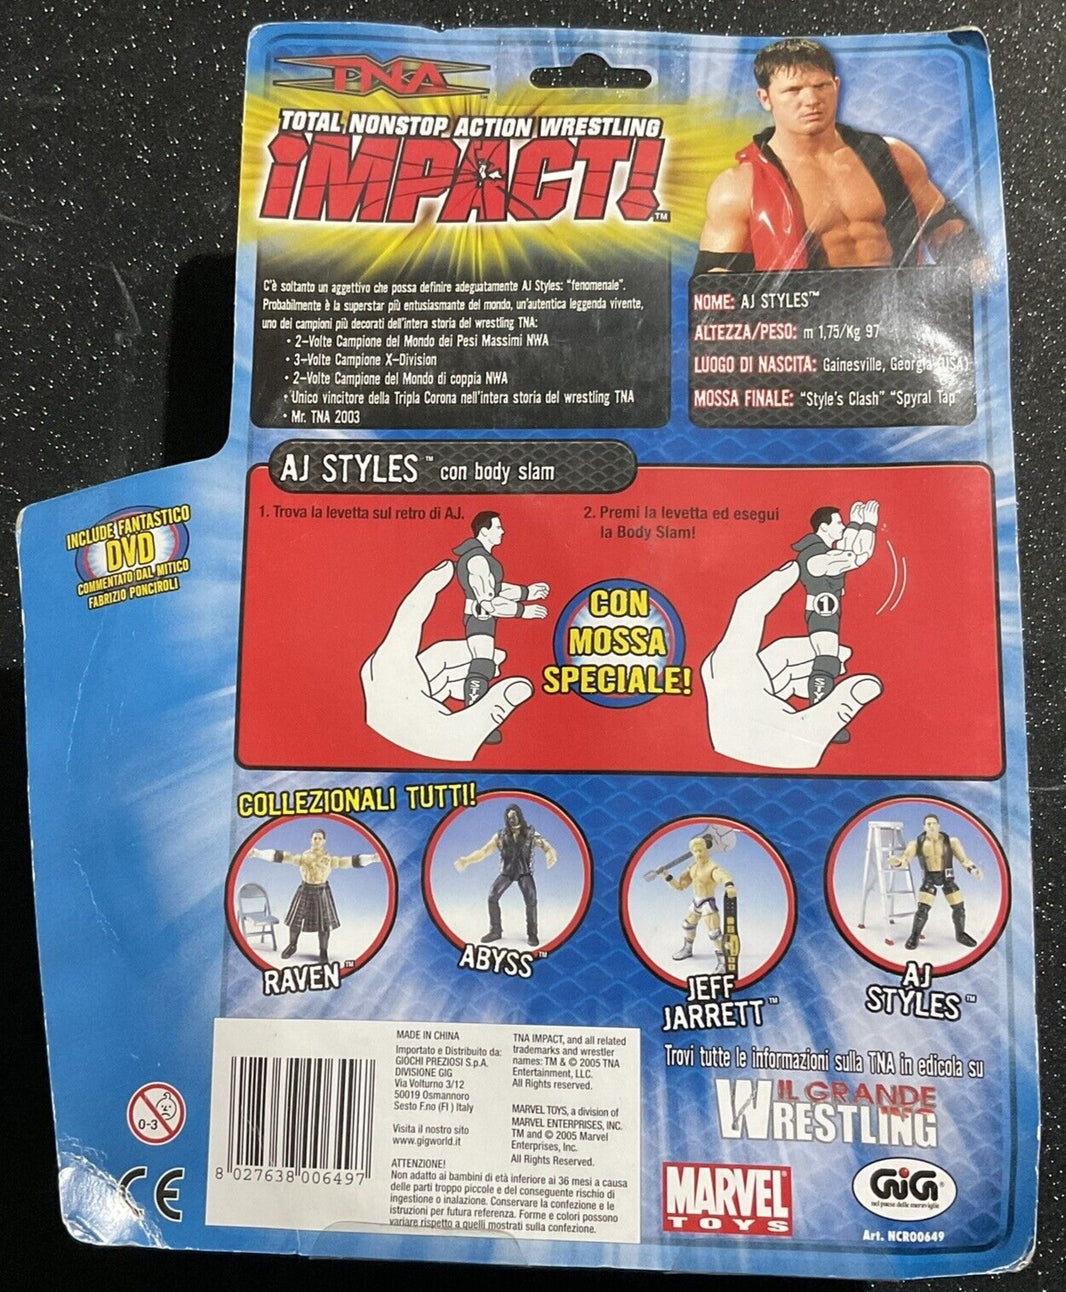 TNA
TOTAL NONSTOP ACTION WRESTLING
iMPACT!™
C'è soltanto un aggettivo che possa definire adeguatamente AJ Styles: "fenomenale".
Probabilmente è la superstar più entusiasmante del mondo, un'autentica leggenda vivente,
uno dei campioni più decorati dell'intera storia del wrestling TNA:
• 2-Volte Campione del Mondo dei Pesi Massimi NWA
• 3-Volte Campione X-Division
• 2-Volte Campione del Mondo di coppia NWA
• Unico vincitore della Tripla Corona nell'intera storia del wrestling TNA
• Mr. TNA 2003
NOME: AJ STYLES™
ALTEZZA/PESO: m 1,75/Kg 97
LUOGO DI NASCITA: Gainesville, Georgia (USA)
MOSSA FINALE: "Style's Clash" "Spyral Tap"
AJ STYLES™ con body slam
1. Trova la levetta sul retro di AJ.
2. Premi la levetta ed esegui
la Body Slam!
INCLUDE FANTASTICO
DVD
COMMENTATO DAL MITICO
FABRIZIO PONCIROLI
CON
MOSSA
SPECIALE!
1
COLLEZIONALI TUTTI!
RAVEN™
ABYSS™
JEFF
JARRETT™
AJ
STYLES™
MADE IN CHINA
Importato e Distribuito da:
GIOCHI PREZIOSI S.p.A.
DIVISIONE GIG
Via Volturno 3/12
50019 Osmannoro
Sesto F.no (FI ) Italy
Visita il nostro sito
www.gigworld.it
TNA IMPACT, and all related
trademarks and wrestler
names: TM & © 2005 TNA
Entertainment, LLC.
All Rights reserved.
MARVEL TOYS, a division of
MARVEL ENTERPRISES, INC.
TM and © 2005 Marvel
Enterprises, Inc.
All Rights Reserved.
ATTENZIONE!
Non adatto ai bambini di età inferiore ai 36 mesi a causa
delle parti troppo piccole e del conseguente rischio di
ingestione o inalazione. Conservare la confezione e le
istruzioni per futura referenza. Forme e colori possono
variare rispetto a quelli mostrati sulla confezione.
8 027638 006497
0-3
CE
Trovi tutte le informazioni sulla TNA in edicola su
IL GRANDE
WRESTLING
MARVEL®
TOYS
GiG®
nel paese delle meraviglie
Art. NCR00649